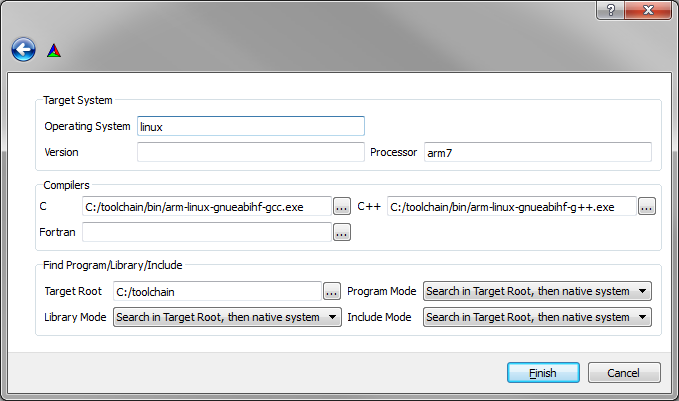 Target System
Operating System linux
Version Processor arm7
Compilers
C C:/toolchain/bin/arm-linux-gnueabihf-gcc.exe ... C++ C:/toolchain/bin/arm-linux-gnueabihf-g++.exe ...
Fortran ...
Find Program/Library/Include
Target Root C:/toolchain ... Program Mode Search in Target Root, then native system
Library Mode Search in Target Root, then native system Include Mode Search in Target Root, then native system
Finish Cancel